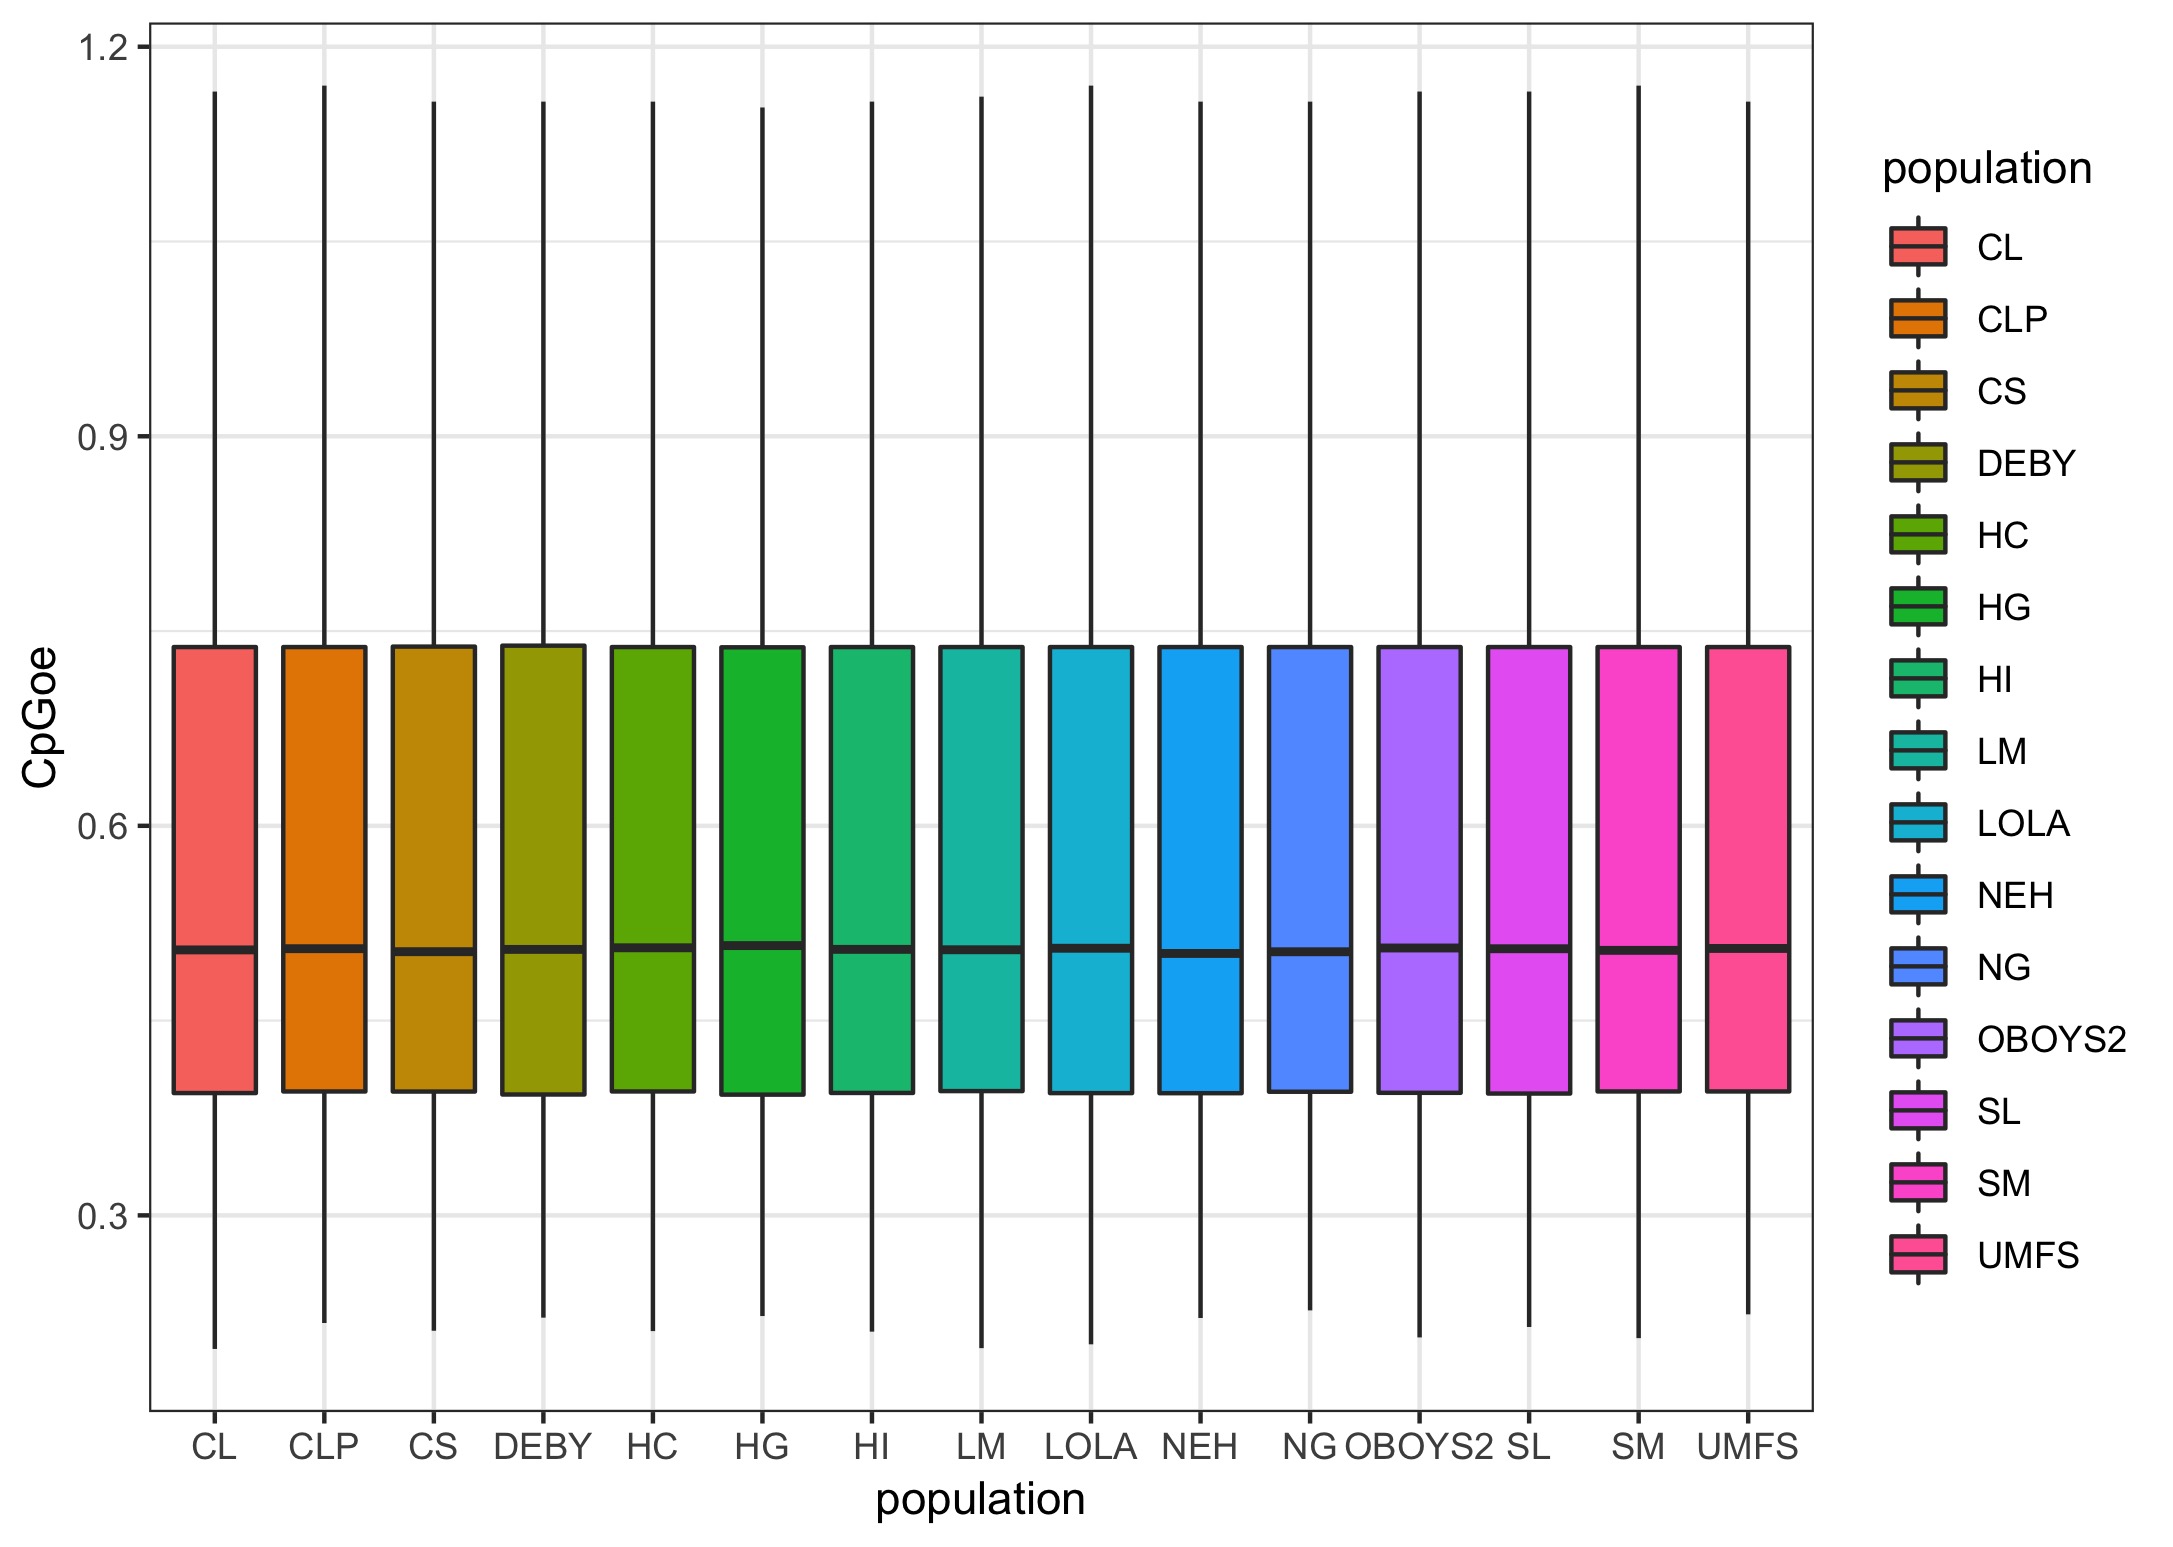 CpGoe
1.2
0.9
0.6
0.3
CL CLP CS DEBY HC HG HI LM LOLA NEH NG OBOYS2 SL SM UMFS
population
population
CL
CLP
CS
DEBY
HC
HG
HI
LM
LOLA
NEH
NG
OBOYS2
SL
SM
UMFS